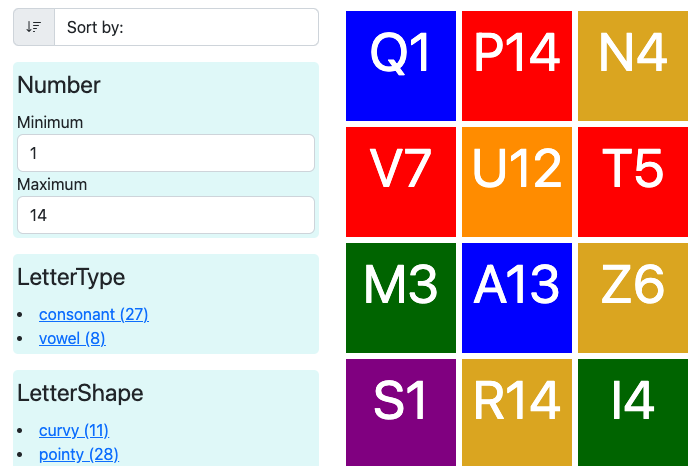 Sort by:
Number
Minimum
1
Maximum
14
LetterType
consonant (27)
vowel (8)
LetterShape
curvy (11)
pointy (28)
Q1 P14 N4
V7 U12 T5
M3 A13 Z6
S1 R14 I4